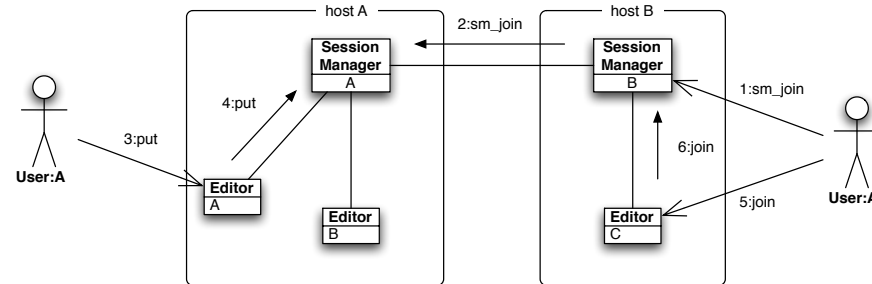 host A
host B
2:sm_join
Session
Manager
A
Session
Manager
B
4:put
1:sm_join
3:put
6:join
User:A
Editor
A
Editor
B
Editor
C
5:join
User:A